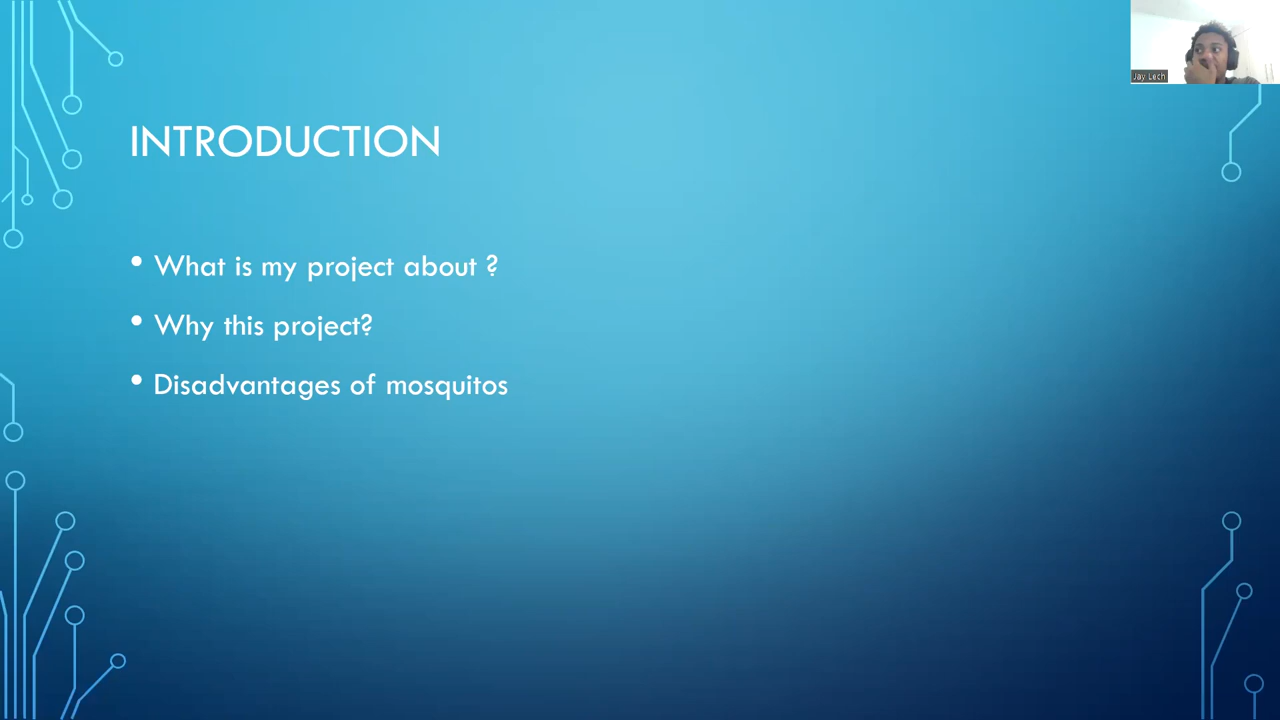 Jay Lech
INTRODUCTION
• What is my project about ?
• Why this project?
• Disadvantages of mosquitos